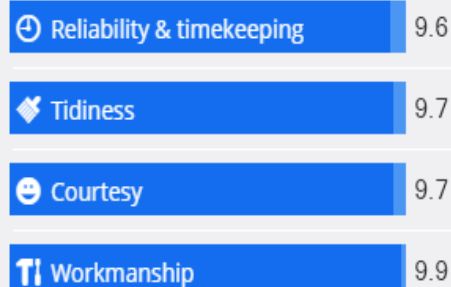 Reliability & timekeeping 9.6
Tidiness 9.7
Courtesy 9.7
Workmanship 9.9